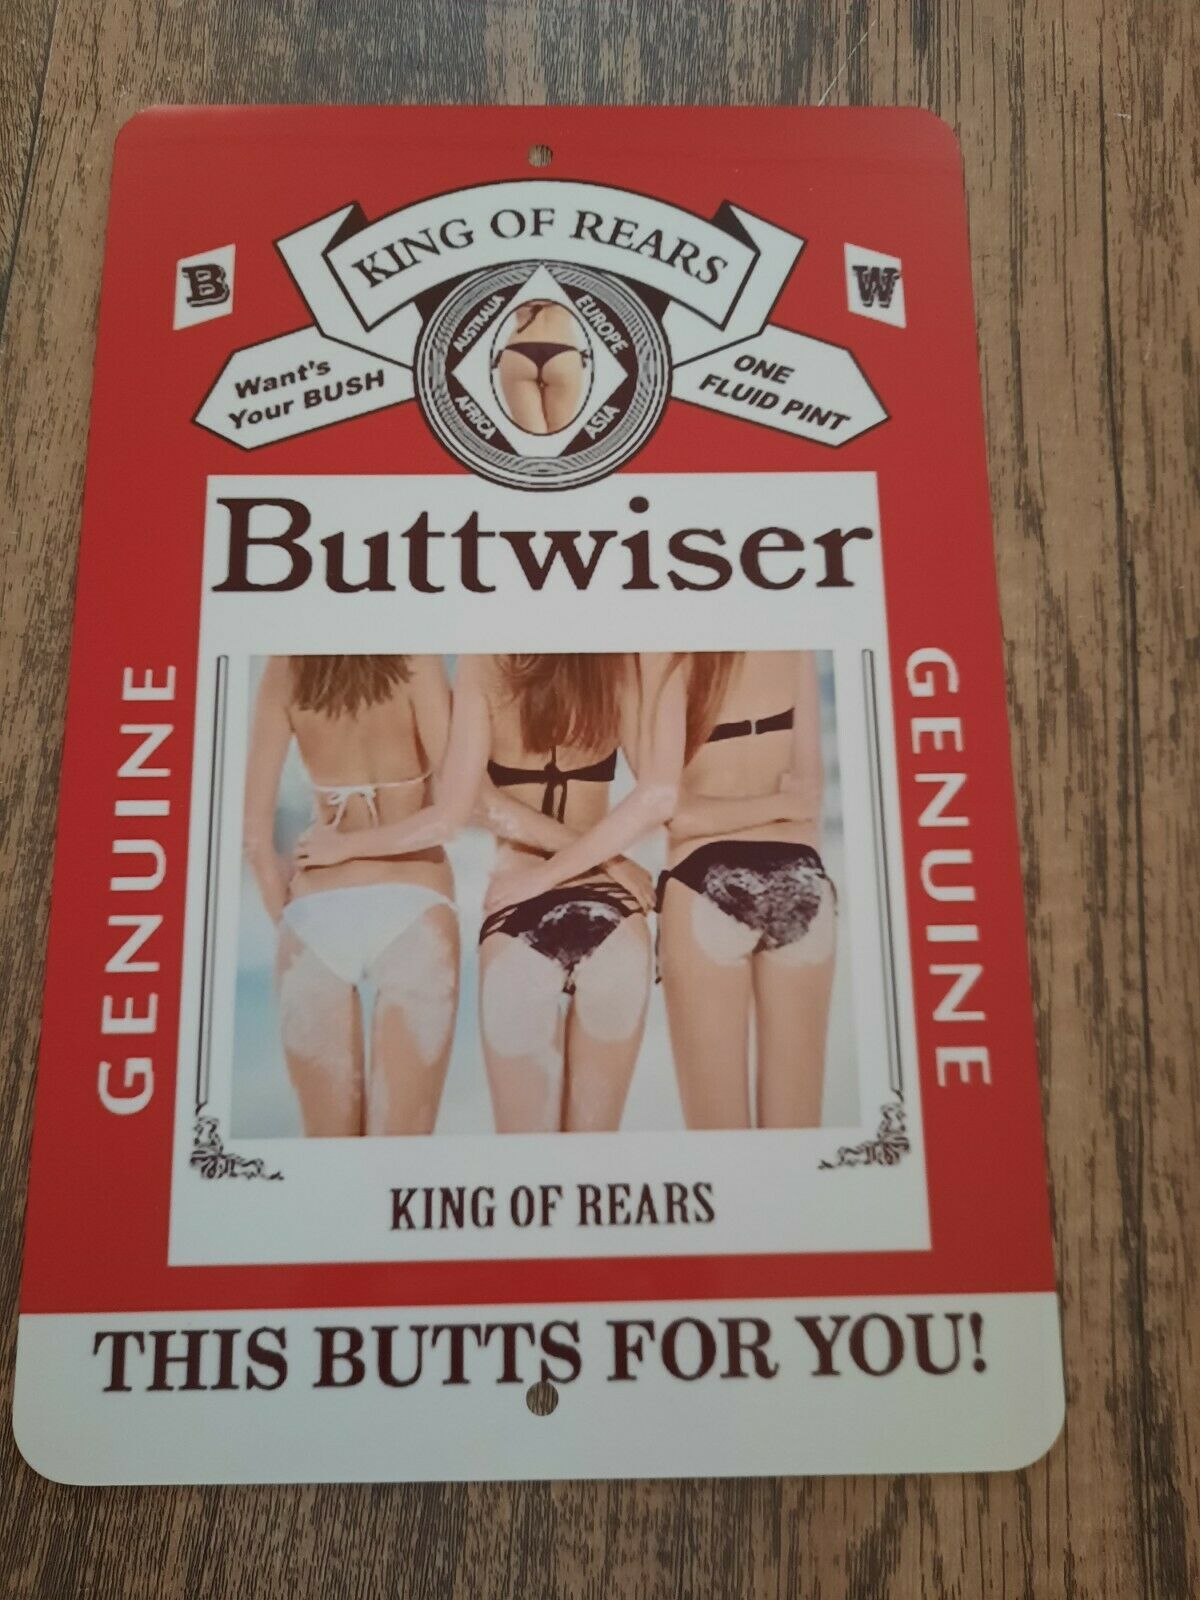 KING OF REARS
B
W
AUSTRALIA
EUROPE
AFRICA
ASIA
Want's
Your BUSH
ONE
FLUID PINT
Buttwiser
GENUINE
GENUINE
KING OF REARS
THIS BUTTS FOR YOU!